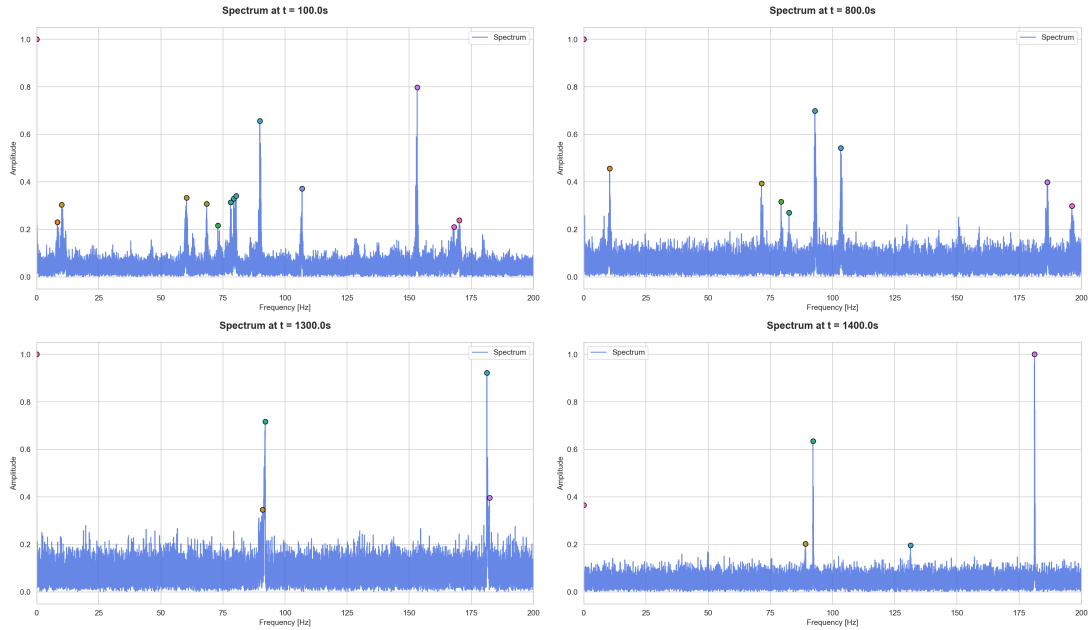 Spectrum at t = 100.0s
Spectrum
Amplitude
1.0
0.8
0.6
0.4
0.2
0.0
0 25 50 75 100 125 150 175 200
Frequency [Hz]
Spectrum at t = 800.0s
Spectrum
Amplitude
1.0
0.8
0.6
0.4
0.2
0.0
0 25 50 75 100 125 150 175 200
Frequency [Hz]
Spectrum at t = 1300.0s
Spectrum
Amplitude
1.0
0.8
0.6
0.4
0.2
0.0
0 25 50 75 100 125 150 175 200
Frequency [Hz]
Spectrum at t = 1400.0s
Spectrum
Amplitude
1.0
0.8
0.6
0.4
0.2
0.0
0 25 50 75 100 125 150 175 200
Frequency [Hz]